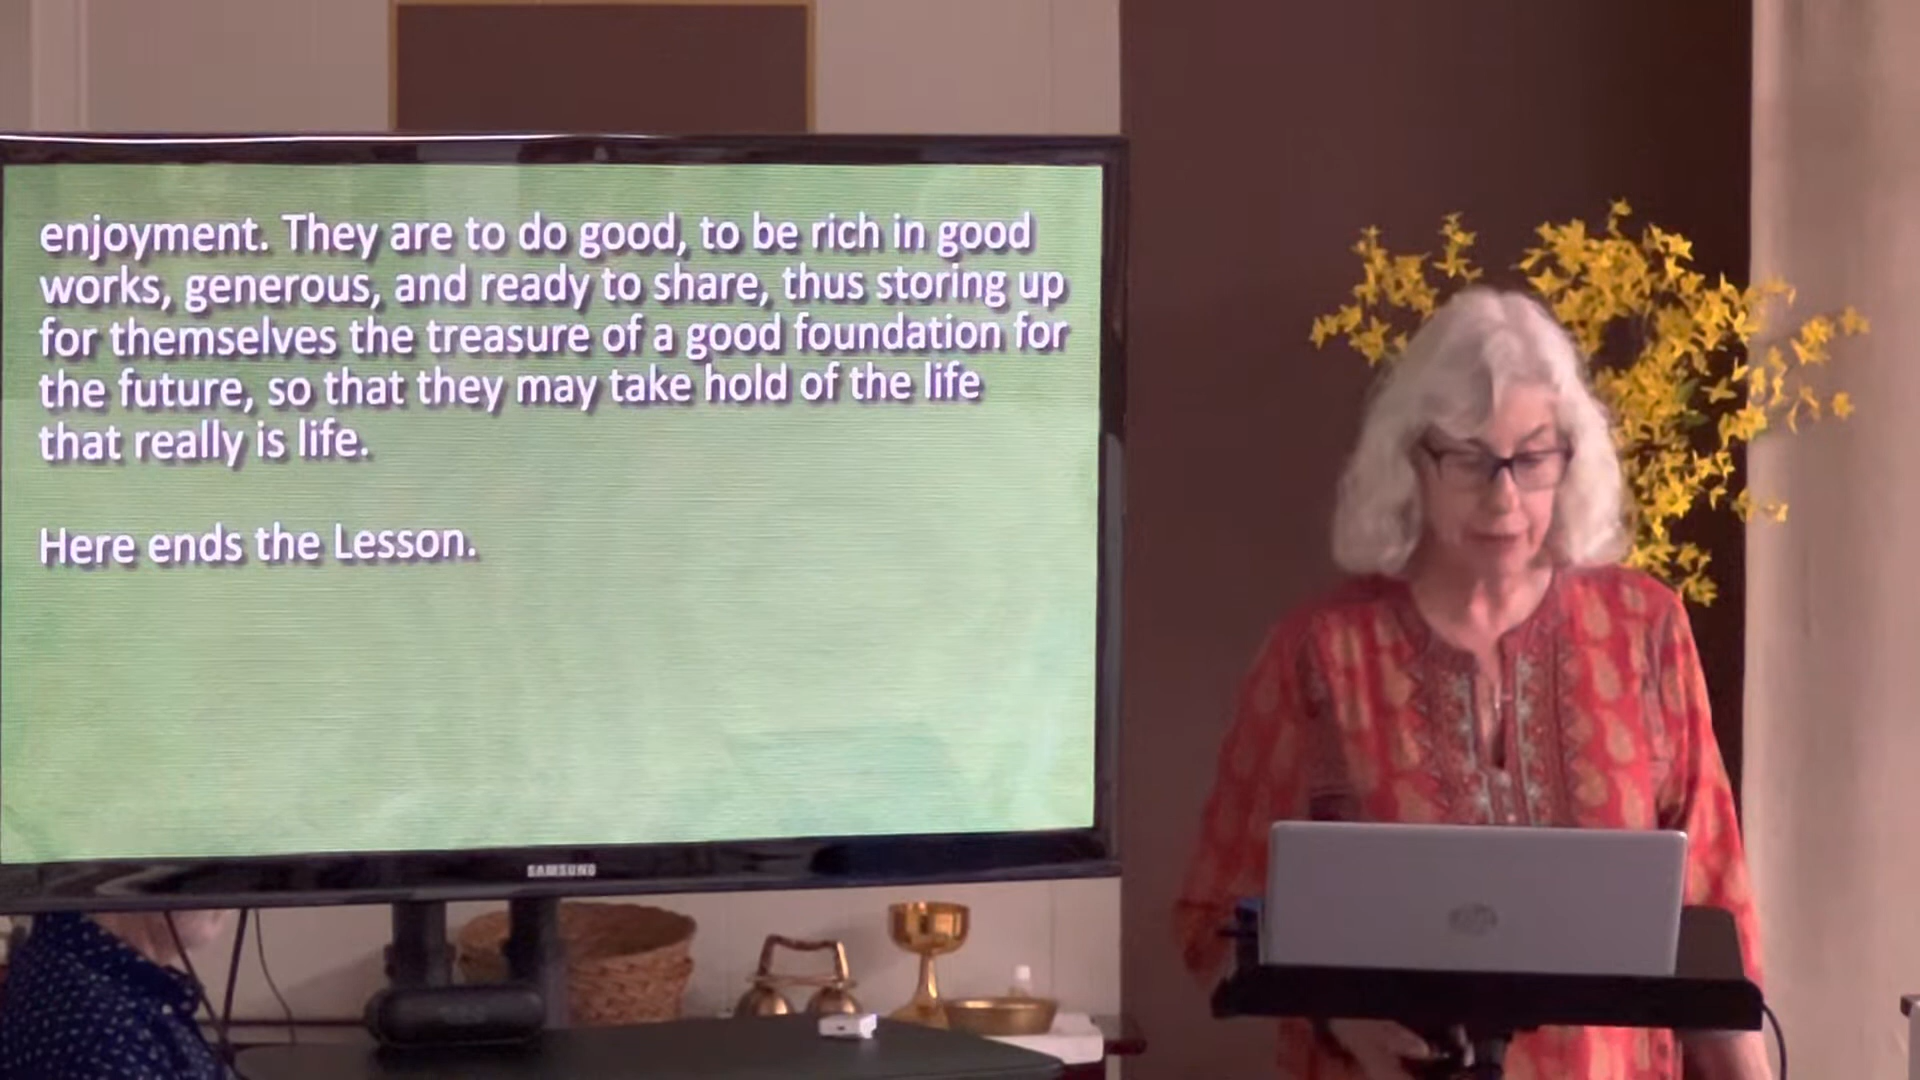 enjoyment. They are to do good, to be rich in good
works, generous, and ready to share, thus storing up
for themselves the treasure of a good foundation for
the future, so that they may take hold of the life
that really is life.
Here ends the Lesson.
SAMSUNG
hp